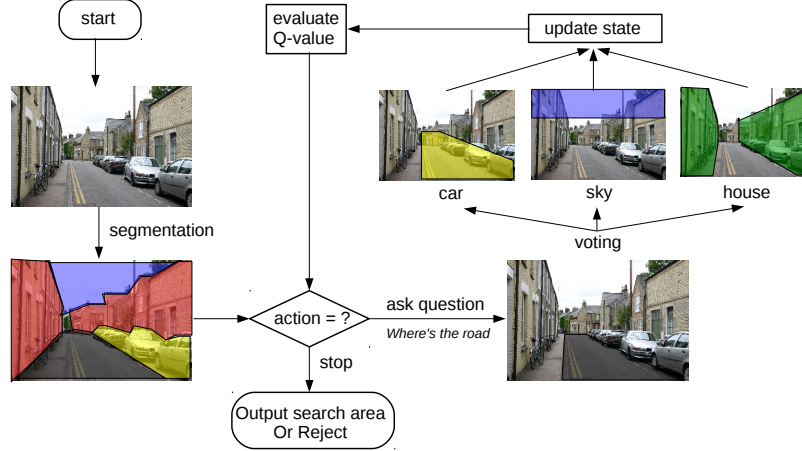 start
evaluate
Q-value
update state
car
sky
house
segmentation
voting
action = ?
ask question
Where's the road
stop
Output search area
Or Reject